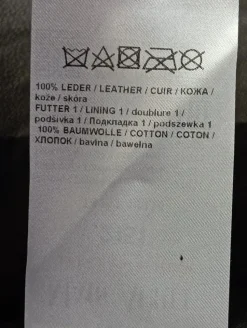 100% LEDER / LEATHER / CUIR / КОЖА /
kože / skóra
FUTTER 1 / LINING 1 / doublure 1 /
podšivka 1 / Подкладка 1 / podszewka 1
100% BAUMWOLLE / COTTON / COTON /
ХЛОПОК / bavlna / bawełna